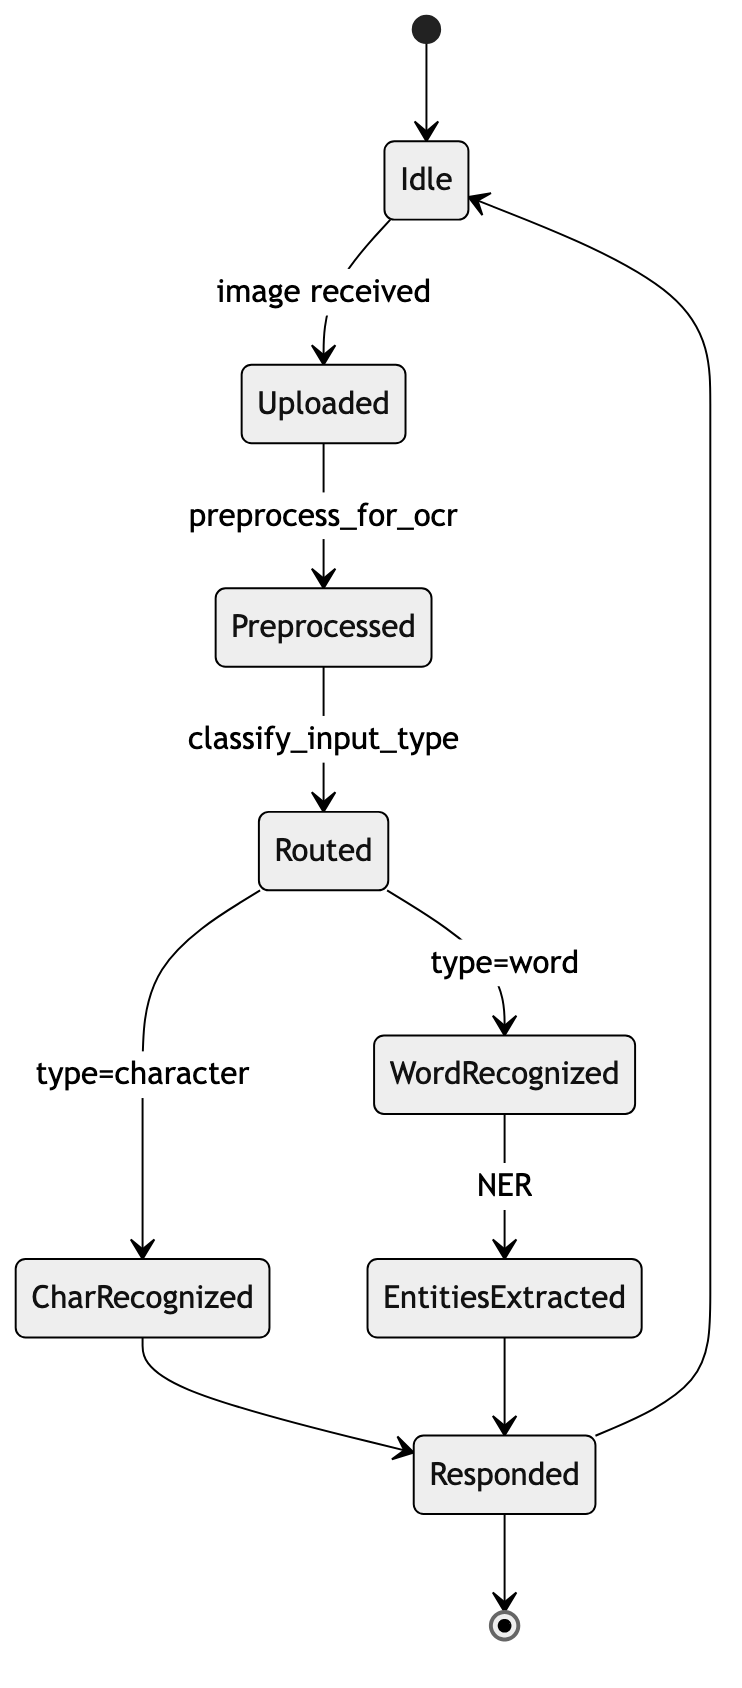 Idle
image received
Uploaded
preprocess_for_ocr
Preprocessed
classify_input_type
Routed
type=word
type=character
WordRecognized
NER
CharRecognized
EntitiesExtracted
Responded